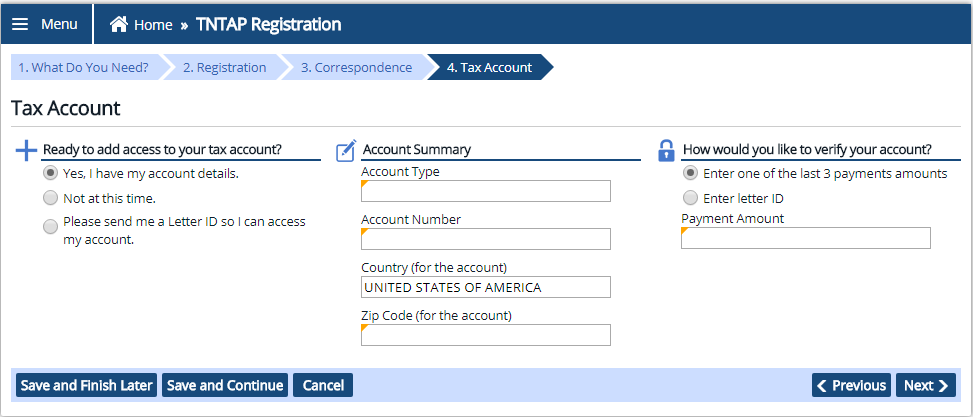 Menu
Home » TNTAP Registration
1. What Do You Need?
2. Registration
3. Correspondence
4. Tax Account
Tax Account
Ready to add access to your tax account?
Yes, I have my account details.
Not at this time.
Please send me a Letter ID so I can access
my account.
Account Summary
Account Type
Account Number
Country (for the account)
UNITED STATES OF AMERICA
Zip Code (for the account)
How would you like to verify your account?
Enter one of the last 3 payments amounts
Enter letter ID
Payment Amount
Save and Finish Later
Save and Continue
Cancel
Previous
Next